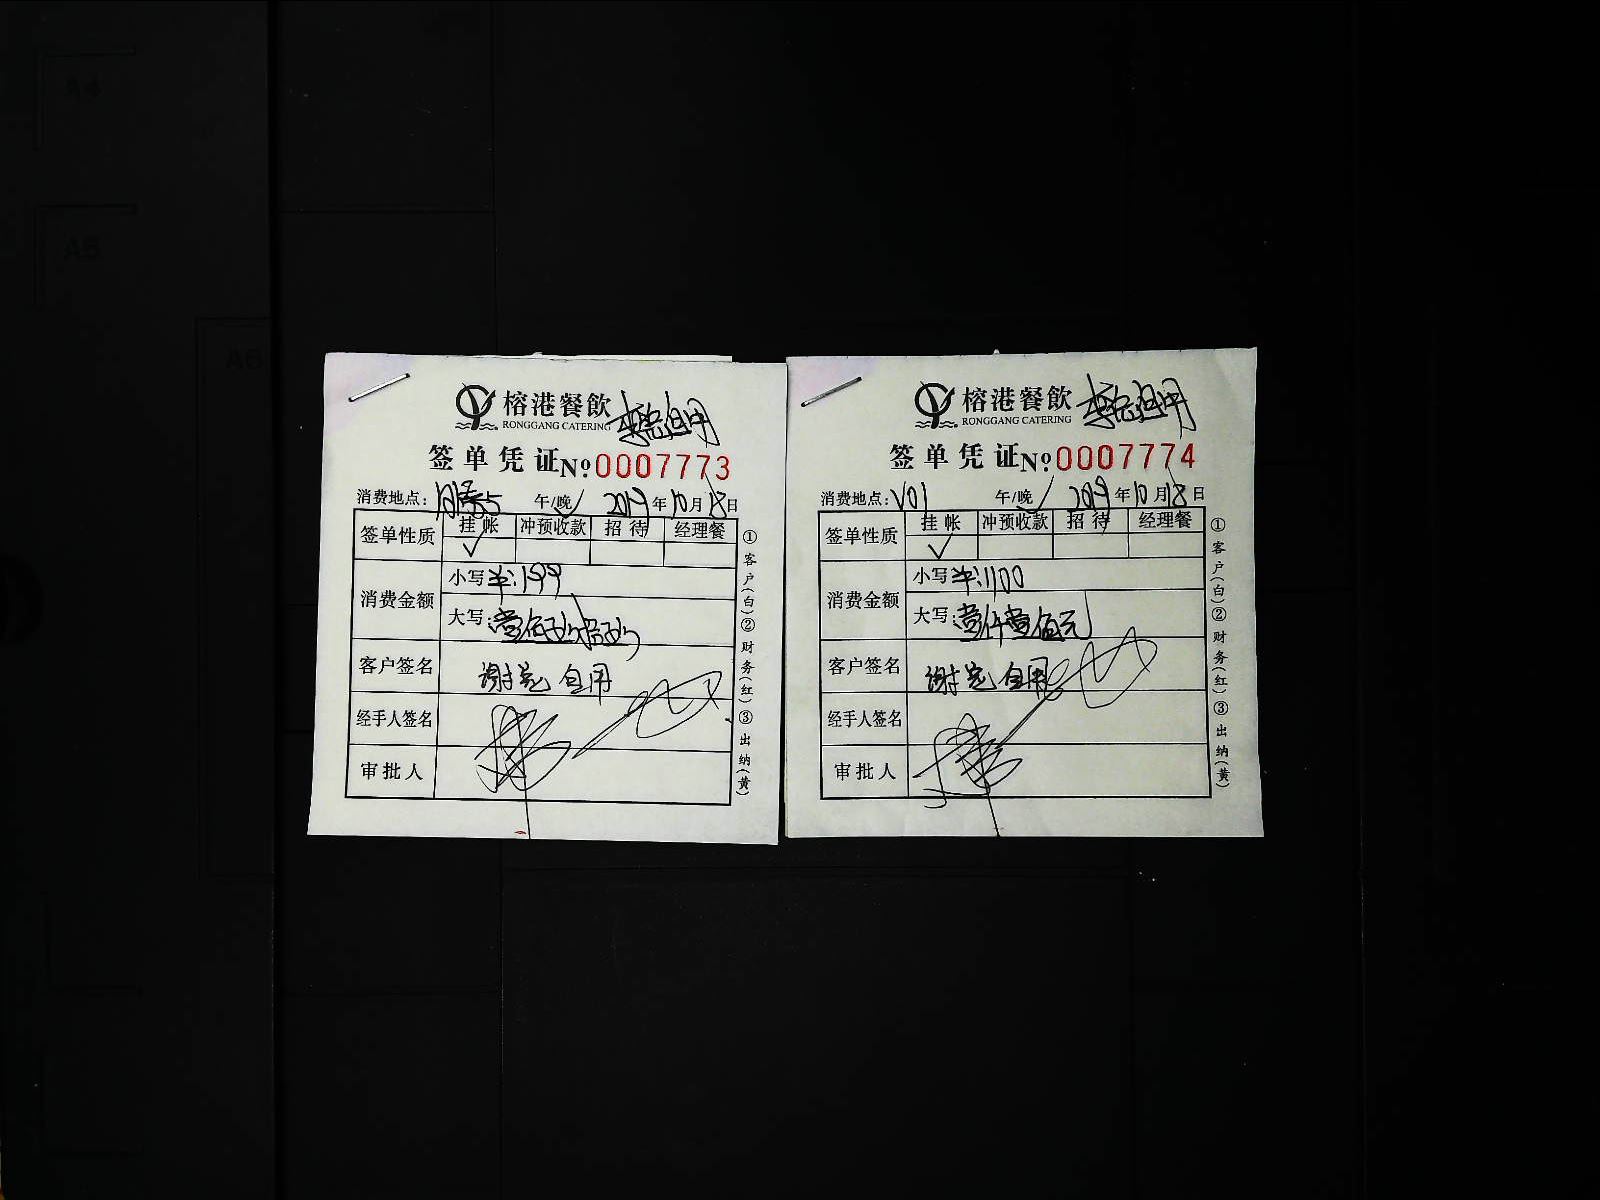 A4
A5
A6
榕港餐飲
RONGGANG CATERING
签单凭证№0007773
消费地点: 午/晚 2019年10月18日
签单性质 挂帐 冲预收款 招待 经理餐
✓
消费金额 小写 ¥:199
大写:壹佰玖拾玖
客户签名 谢苑 自用
经手人签名
审批人
①客户(白)②财务(红)③出纳(黄)
榕港餐飲
RONGGANG CATERING
签单凭证№0007774
消费地点:V01 午/晚 2019年10月18日
签单性质 挂帐 冲预收款 招待 经理餐
✓
消费金额 小写 ¥:1100
大写:壹仟壹佰元
客户签名 谢苑 自用
经手人签名
审批人
①客户(白)②财务(红)③出纳(黄)